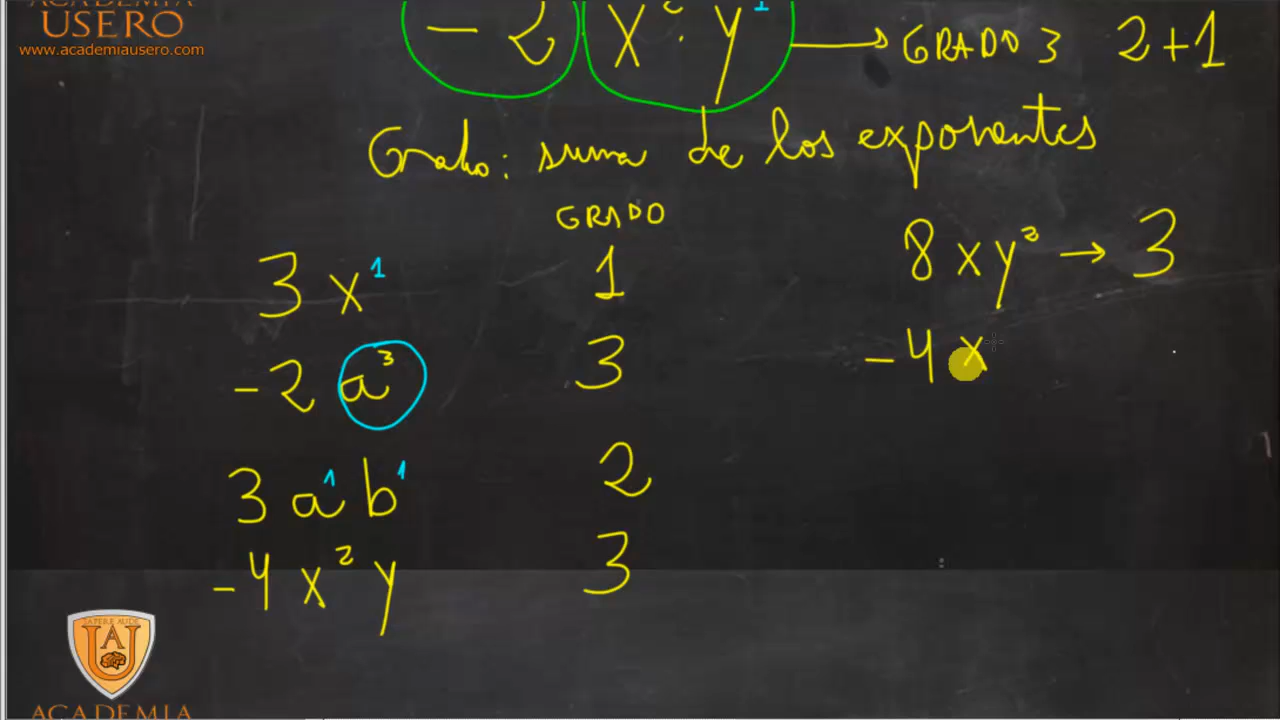 ACADEMIA
USERO
www.academiausero.com
-2 x² · y¹ → GRADO 3 2+1
Grado: suma de los exponentes
GRADO
3 x¹ 1
-2 a³ 3
3 a¹ b¹ 2
-4 x² y 3
8 x y² → 3
-4 x
SAPERE AUDE
UA
ACADEMIA